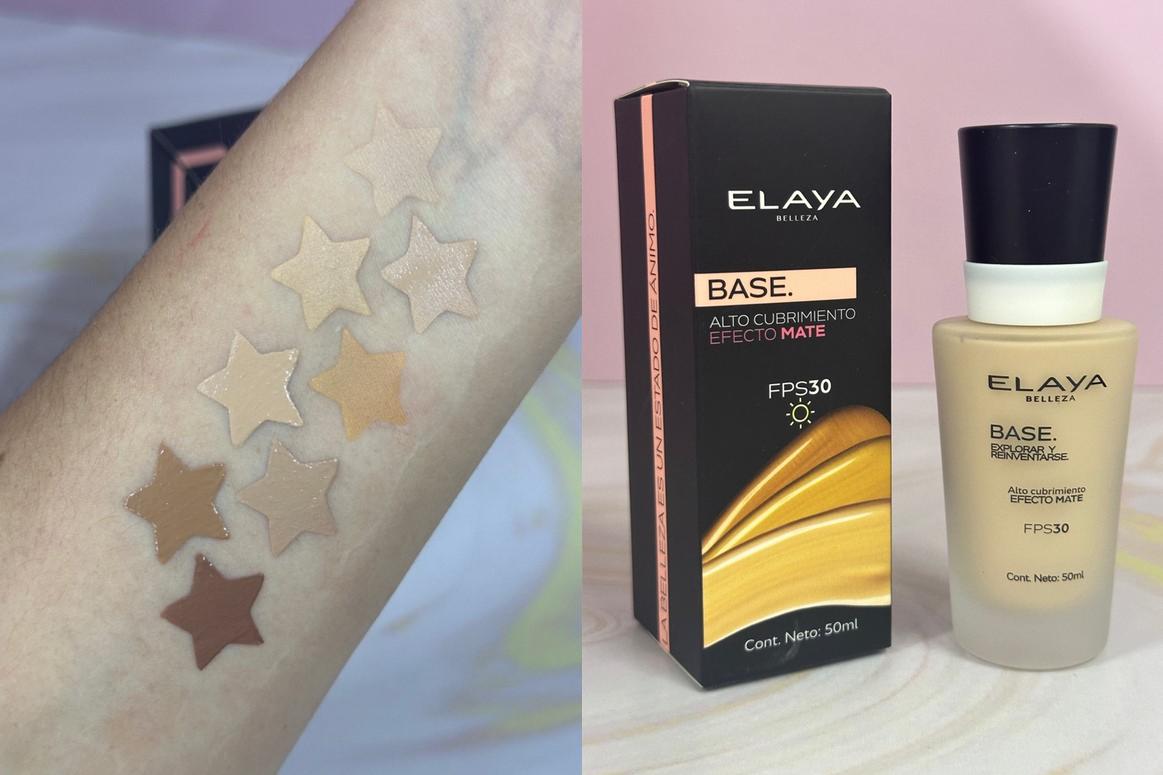 ELAYA
BELLEZA
BASE.
ALTO CUBRIMIENTO
EFECTO MATE
FPS30
Cont. Neto: 50ml
LA BELLEZA ES UN ESTADO DE ÁNIMO.
ELAYA
BELLEZA
BASE.
EXPLORAR Y
REINVENTARSE.
Alto cubrimiento
EFECTO MATE
FPS30
Cont. Neto: 50ml